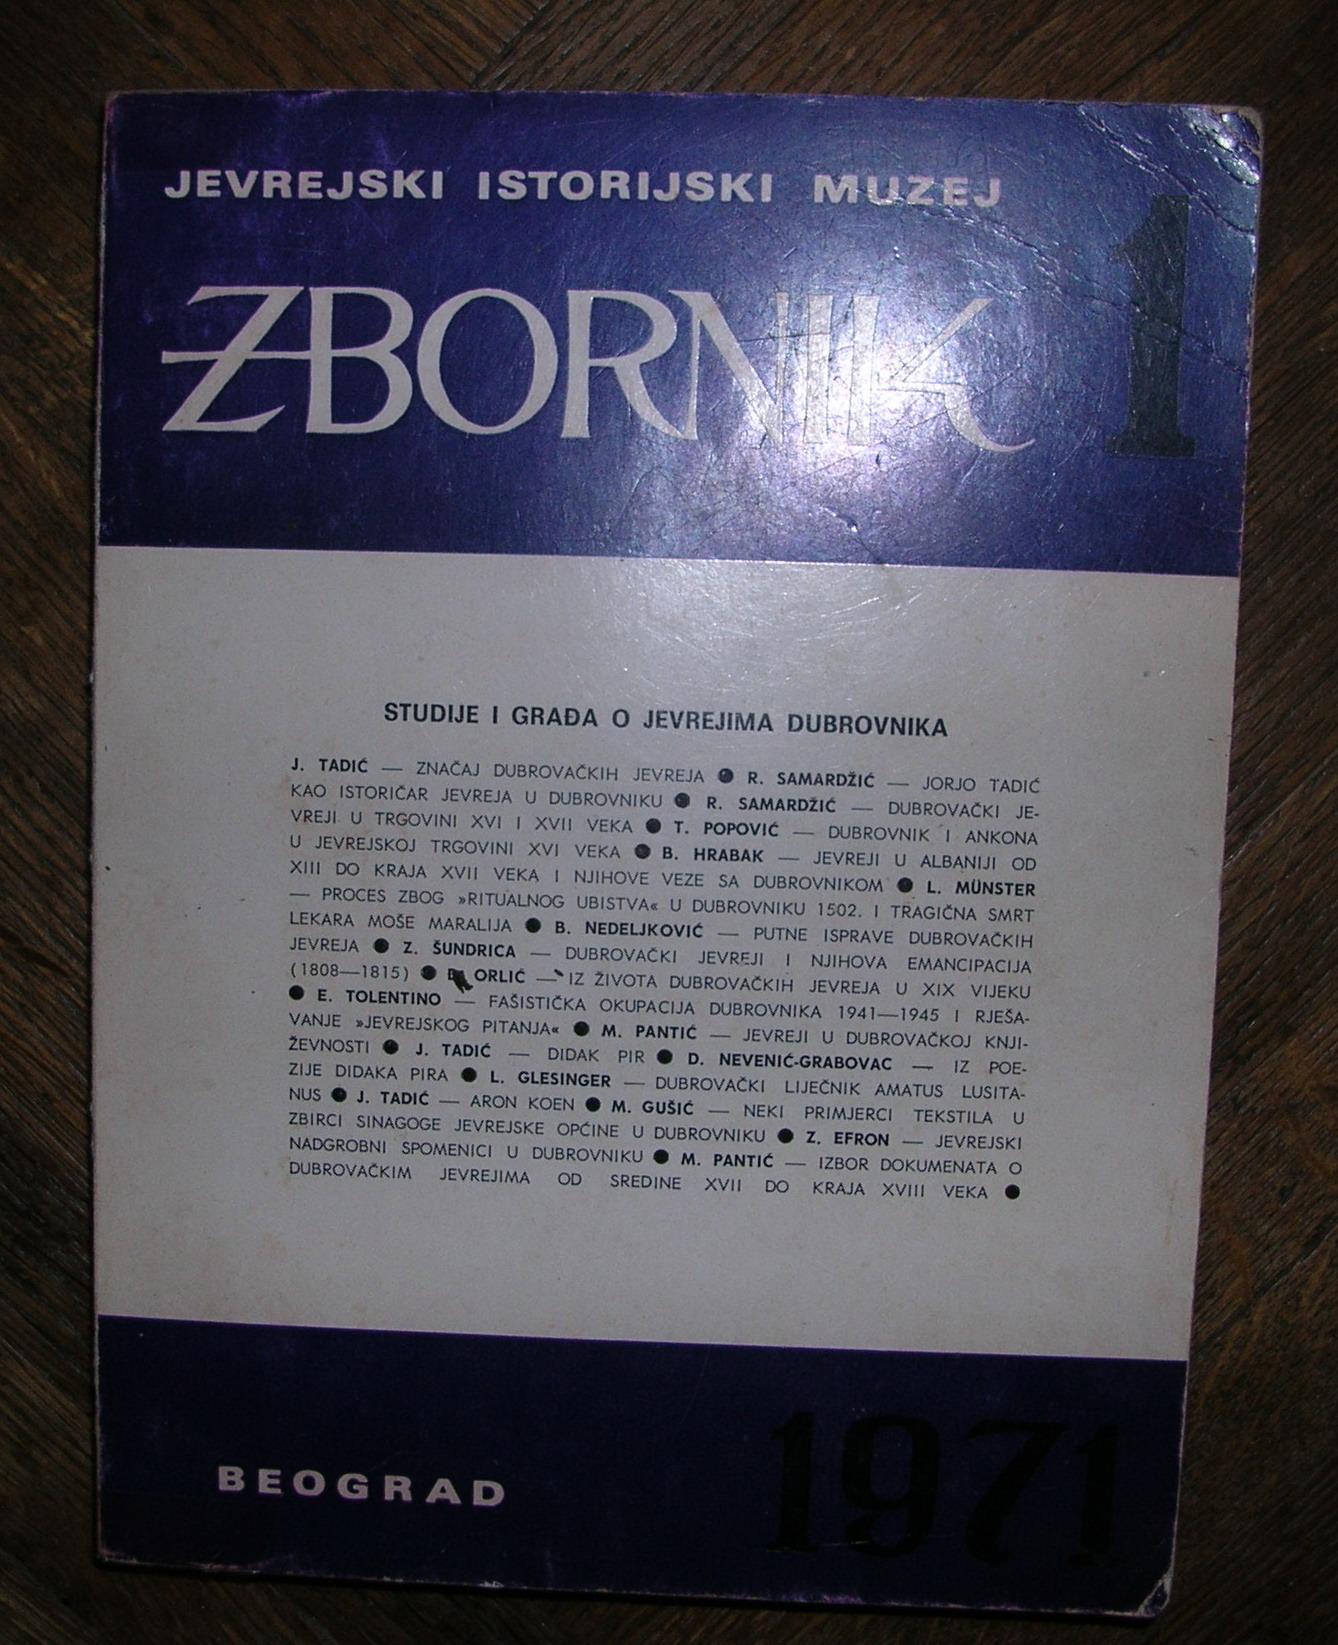 JEVREJSKI ISTORIJSKI MUZEJ
ZBORNIK 1
STUDIJE I GRAĐA O JEVREJIMA DUBROVNIKA
J. TADIĆ — ZNAČAJ DUBROVAČKIH JEVREJA ● R. SAMARDŽIĆ — JORJO TADIĆ
KAO ISTORIČAR JEVREJA U DUBROVNIKU ● R. SAMARDŽIĆ — DUBROVAČKI JE-
VREJI U TRGOVINI XVI I XVII VEKA ● T. POPOVIĆ — DUBROVNIK I ANKONA
U JEVREJSKOJ TRGOVINI XVI VEKA ● B. HRABAK — JEVREJI U ALBANIJI OD
XIII DO KRAJA XVII VEKA I NJIHOVE VEZE SA DUBROVNIKOM ● L. MÜNSTER
— PROCES ZBOG »RITUALNOG UBISTVA« U DUBROVNIKU 1502. I TRAGIČNA SMRT
LEKARA MOŠE MARALIJA ● B. NEDELJKOVIĆ — PUTNE ISPRAVE DUBROVAČKIH
JEVREJA ● Z. ŠUNDRICA — DUBROVAČKI JEVREJI I NJIHOVA EMANCIPACIJA
(1808—1815) ● ORLIĆ — IZ ŽIVOTA DUBROVAČKIH JEVREJA U XIX VIJEKU
● E. TOLENTINO — FAŠISTIČKA OKUPACIJA DUBROVNIKA 1941—1945 I RJEŠA-
VANJE »JEVREJSKOG PITANJA« ● M. PANTIĆ — JEVREJI U DUBROVAČKOJ KNJI-
ŽEVNOSTI ● J. TADIĆ — DIDAK PIR ● D. NEVENIĆ-GRABOVAC — IZ POE-
ZIJE DIDAKA PIRA ● L. GLESINGER — DUBROVAČKI LIJEČNIK AMATUS LUSITA-
NUS ● J. TADIĆ — ARON KOEN ● M. GUŠIĆ — NEKI PRIMJERCI TEKSTILA U
ZBIRCI SINAGOGE JEVREJSKE OPĆINE U DUBROVNIKU ● Z. EFRON — JEVREJSKI
NADGROBNI SPOMENICI U DUBROVNIKU ● M. PANTIĆ — IZBOR DOKUMENATA O
DUBROVAČKIM JEVREJIMA OD SREDINE XVII DO KRAJA XVIII VEKA ●
BEOGRAD 1971